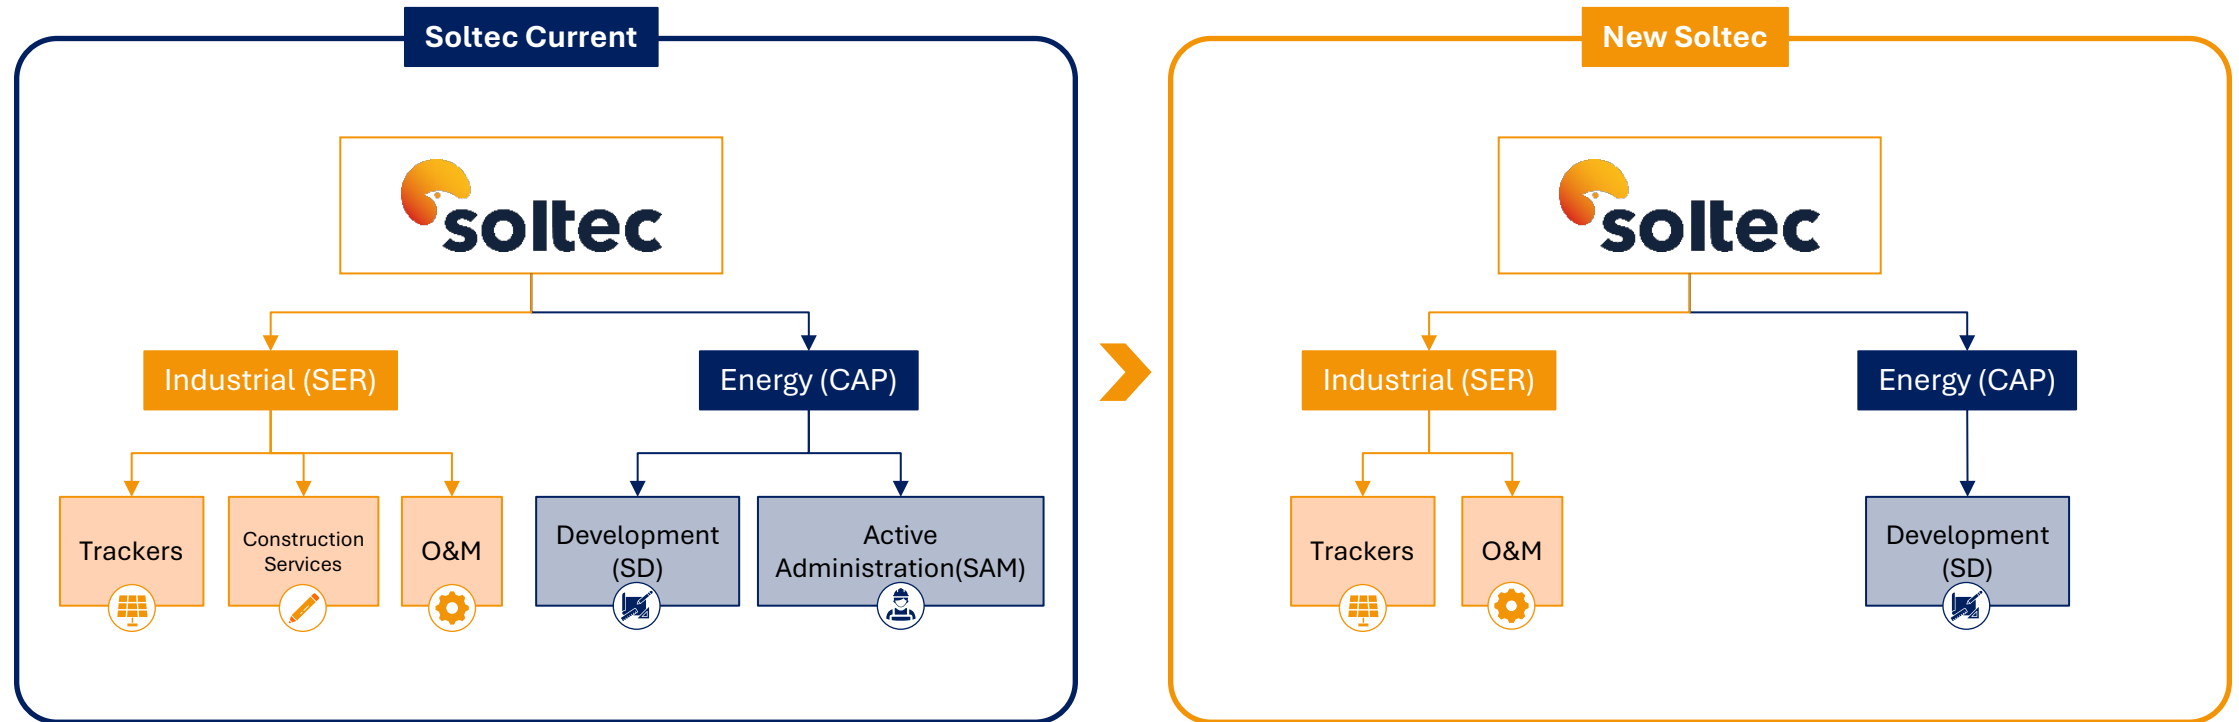 Soltec Current
soltec
Industrial (SER)
Energy (CAP)
Trackers
Construction
Services
O&M
Development
(SD)
Active
Administration(SAM)
New Soltec
soltec
Industrial (SER)
Energy (CAP)
Trackers
O&M
Development
(SD)